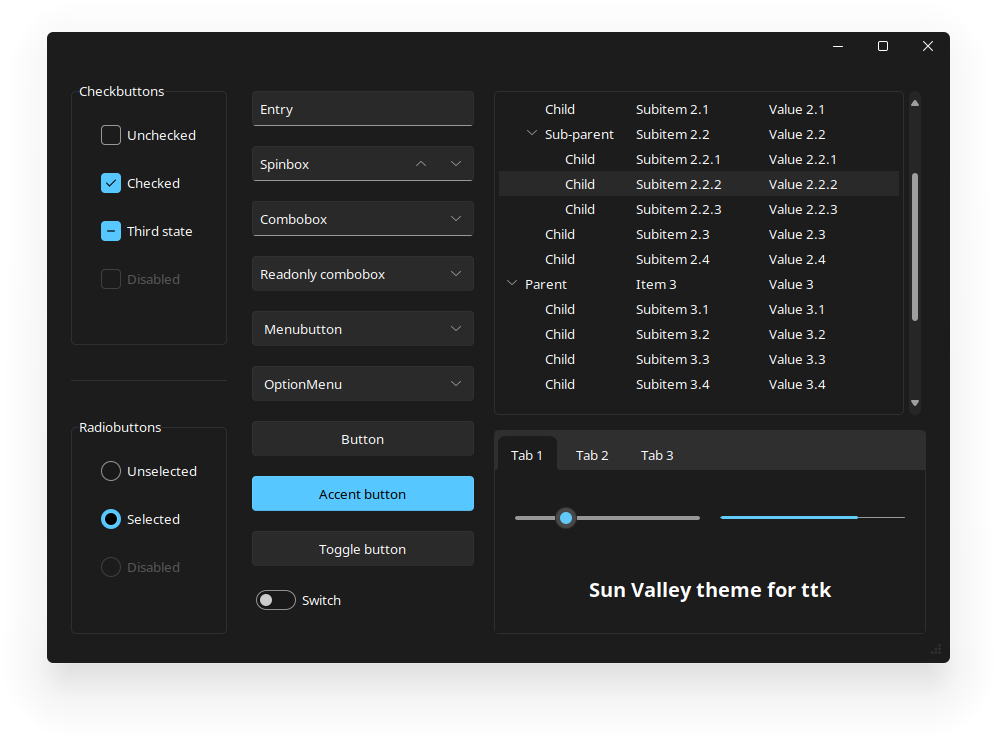 Checkbuttons
Unchecked
Checked
Third state
Disabled
Radiobuttons
Unselected
Selected
Disabled
Entry
Spinbox
Combobox
Readonly combobox
Menubutton
OptionMenu
Button
Accent button
Toggle button
Switch
Child Subitem 2.1 Value 2.1
Sub-parent Subitem 2.2 Value 2.2
Child Subitem 2.2.1 Value 2.2.1
Child Subitem 2.2.2 Value 2.2.2
Child Subitem 2.2.3 Value 2.2.3
Child Subitem 2.3 Value 2.3
Child Subitem 2.4 Value 2.4
Parent Item 3 Value 3
Child Subitem 3.1 Value 3.1
Child Subitem 3.2 Value 3.2
Child Subitem 3.3 Value 3.3
Child Subitem 3.4 Value 3.4
Tab 1 Tab 2 Tab 3
Sun Valley theme for ttk